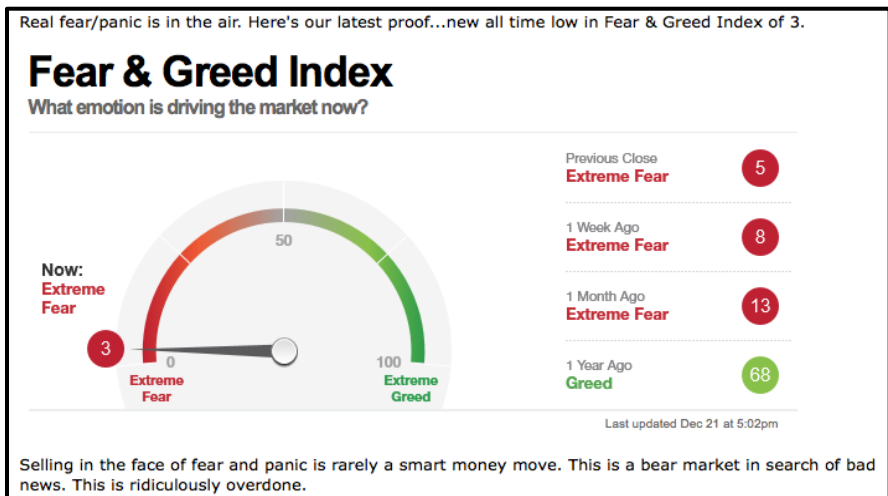 Real fear/panic is in the air. Here's our latest proof...new all time low in Fear & Greed Index of 3.
Fear & Greed Index
What emotion is driving the market now?
Previous Close
Extreme Fear
5
1 Week Ago
Extreme Fear
8
1 Month Ago
Extreme Fear
13
1 Year Ago
Greed
68
50
Now:
Extreme
Fear
3
0
100
Extreme
Fear
Extreme
Greed
Last updated Dec 21 at 5:02pm
Selling in the face of fear and panic is rarely a smart money move. This is a bear market in search of bad
news. This is ridiculously overdone.